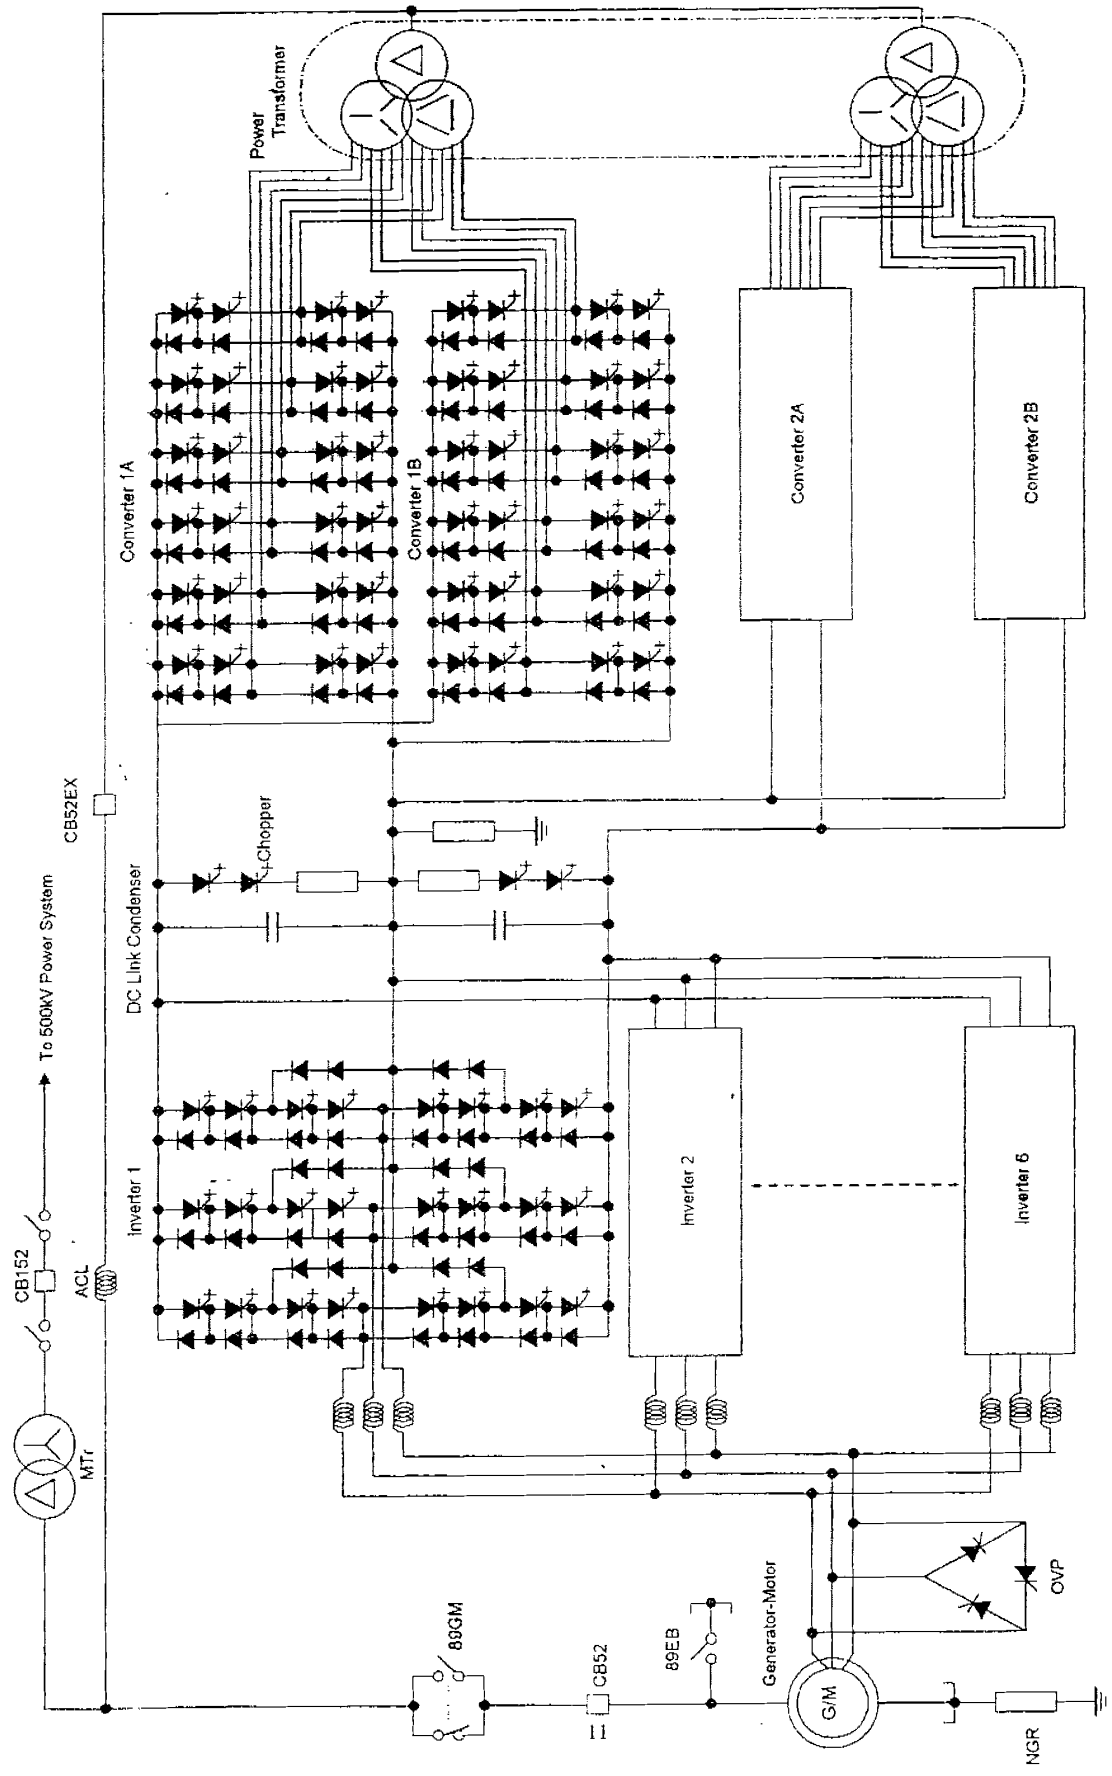 To 500kV Power System
CB152
MTr
ACL
CB52EX
Power
Transformer
Converter 1A
Converter 1B
Converter 2A
Converter 2B
DC Link Condenser
Chopper
Inverter 1
Inverter 2
Inverter 6
89GM
CB52
89EB
Generator-Motor
G/M
OVP
NGR